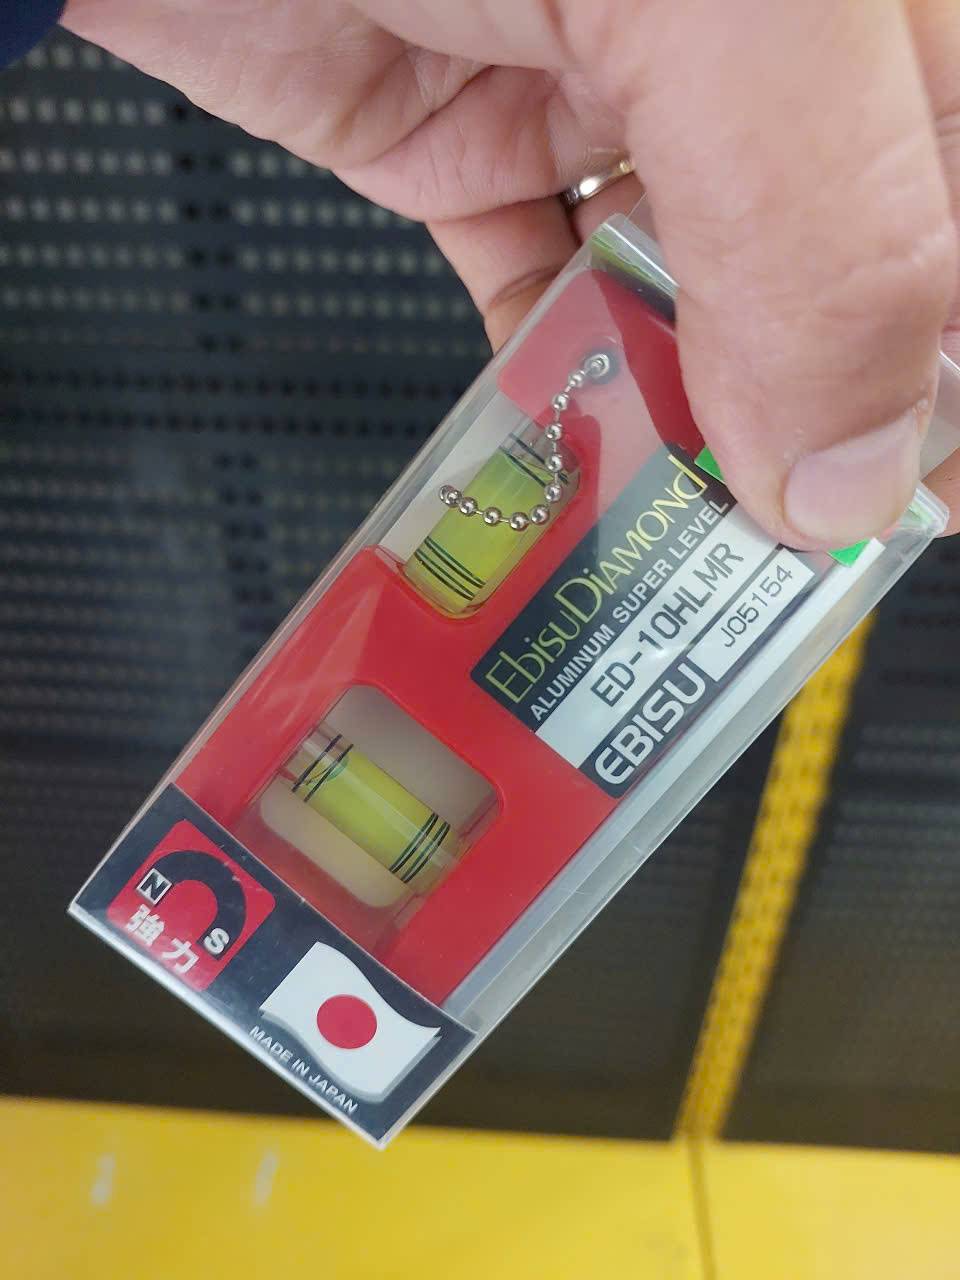 EbisuDiamond
ALUMINUM SUPER LEVEL
ED-10HLMR
EBISU
J05154
N
S
強力
MADE IN JAPAN